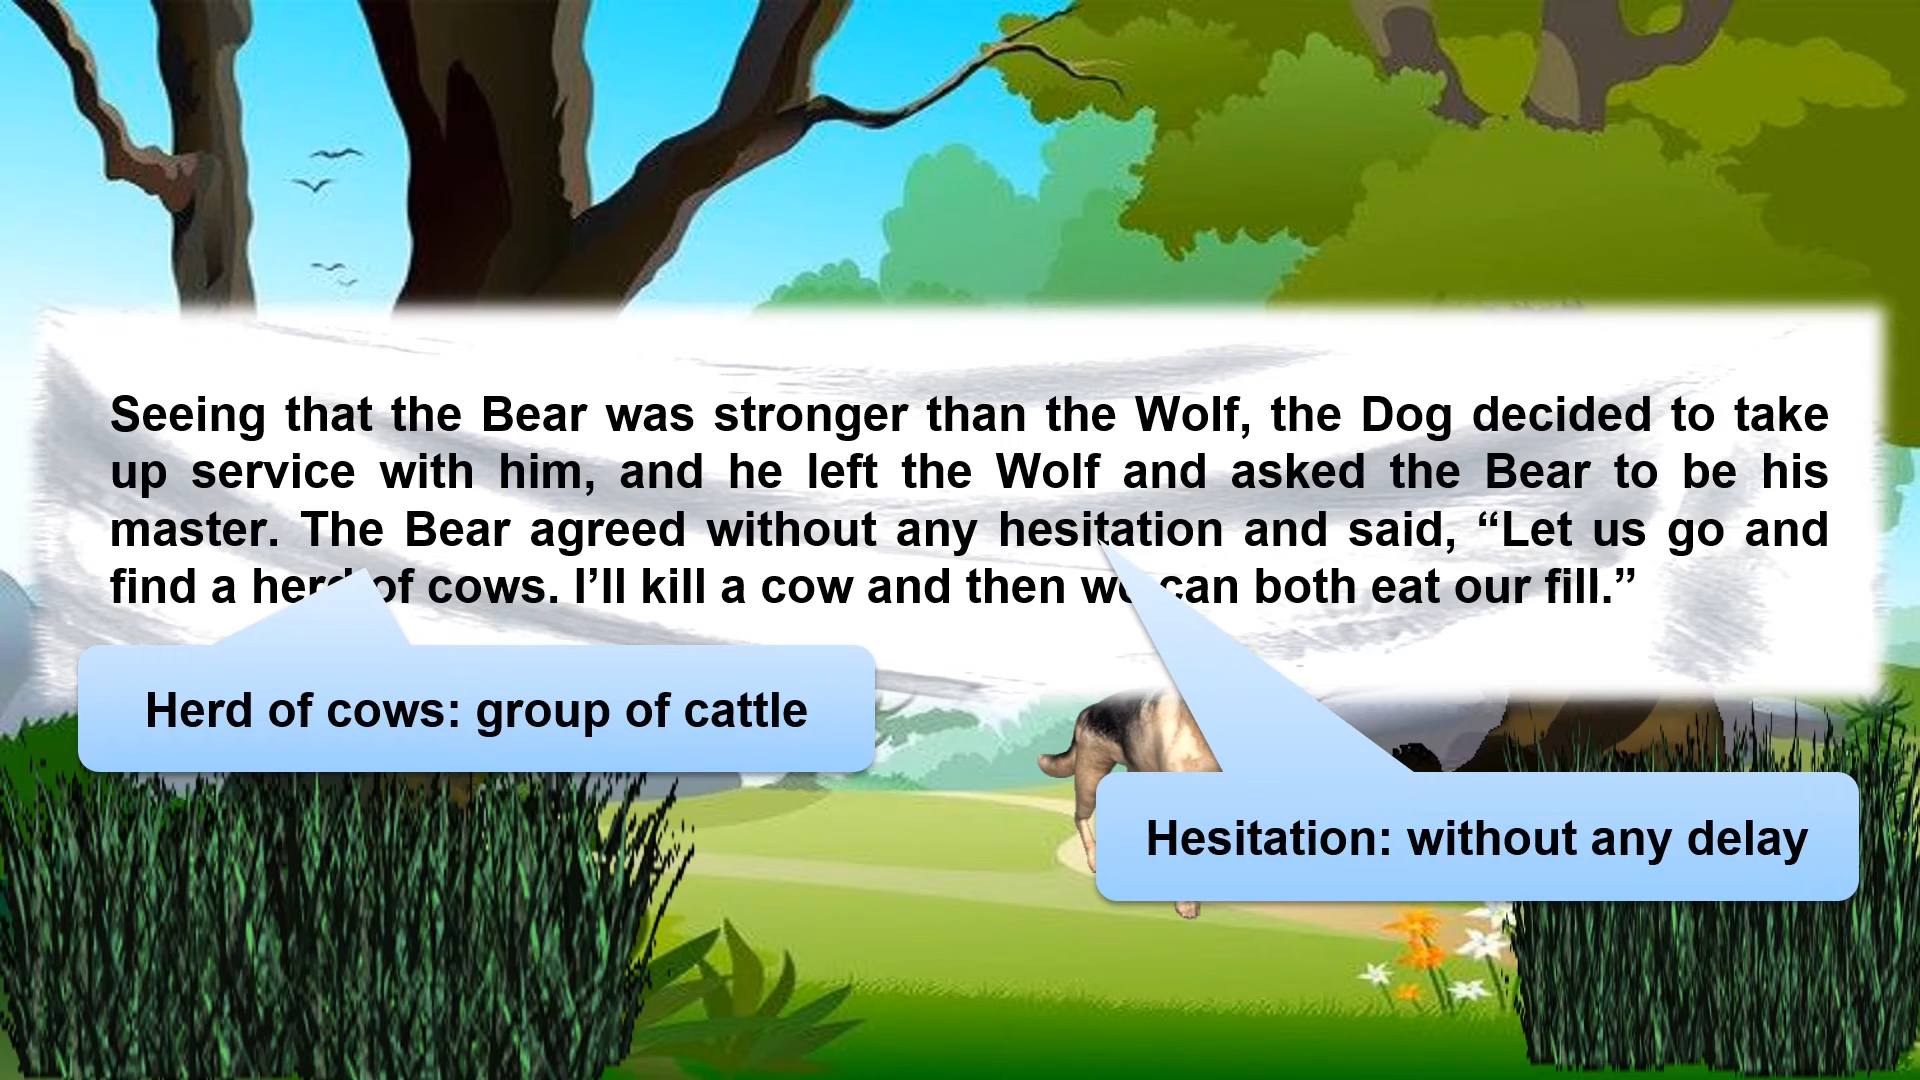 Seeing that the Bear was stronger than the Wolf, the Dog decided to take
up service with him, and he left the Wolf and asked the Bear to be his
master. The Bear agreed without any hesitation and said, “Let us go and
find a herd of cows. I’ll kill a cow and then we can both eat our fill.”
Herd of cows: group of cattle
Hesitation: without any delay